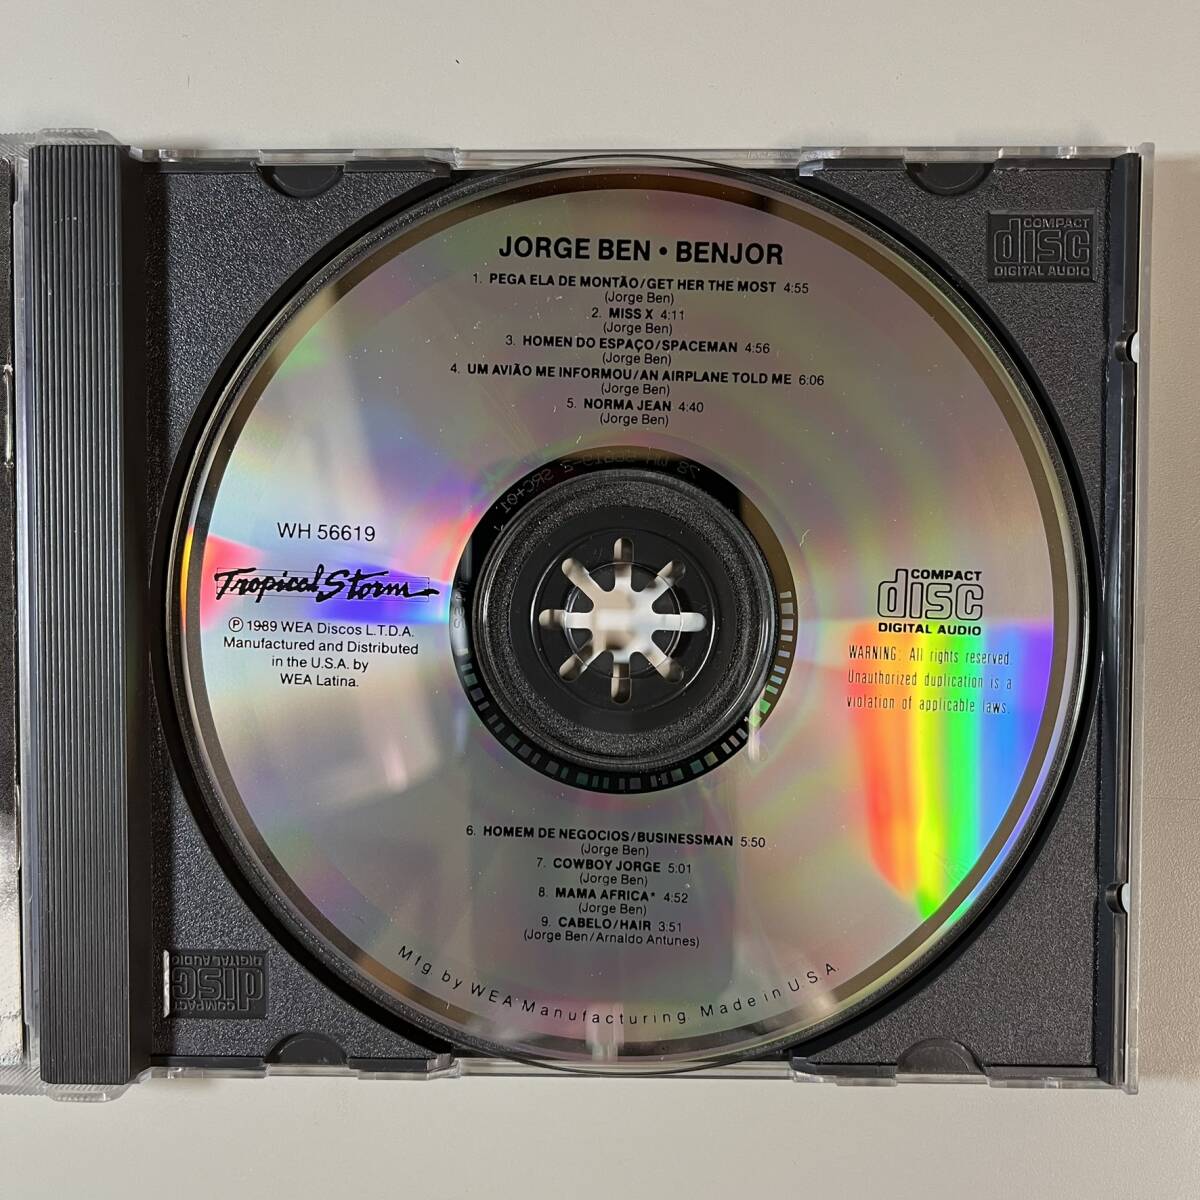 JORGE BEN • BENJOR
1. PEGA ELA DE MONTÃO/GET HER THE MOST 4:55
(Jorge Ben)
2. MISS X 4:11
(Jorge Ben)
3. HOMEN DO ESPAÇO/SPACEMAN 4:56
(Jorge Ben)
4. UM AVIÃO ME INFORMOU/AN AIRPLANE TOLD ME 6:06
(Jorge Ben)
5. NORMA JEAN 4:40
(Jorge Ben)
WH 56619
Tropical Storm
℗ 1989 WEA Discos L.T.D.A.
Manufactured and Distributed
in the U.S.A. by
WEA Latina.
COMPACT
disc
DIGITAL AUDIO
WARNING: All rights reserved.
Unauthorized duplication is a
violation of applicable laws.
6. HOMEM DE NEGOCIOS/BUSINESSMAN 5:50
(Jorge Ben)
7. COWBOY JORGE 5:01
(Jorge Ben)
8. MAMA AFRICA* 4:52
(Jorge Ben)
9. CABELO/HAIR 3:51
(Jorge Ben/Arnaldo Antunes)
Mfg. by WEA Manufacturing. Made in U.S.A.
COMPACT
disc
DIGITAL AUDIO
COMPACT
disc
DIGITAL AUDIO